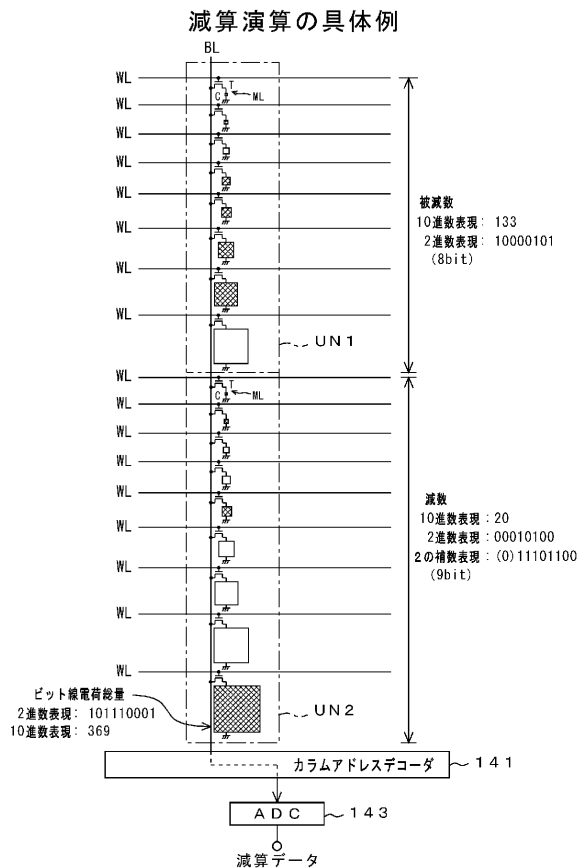 減算演算の具体例
BL
WL
T
C
ML
WL
WL
WL
WL
WL
WL
WL
UN1
被減数
10進数表現: 133
2進数表現: 10000101
(8bit)
WL
T
C
ML
WL
WL
WL
WL
WL
WL
WL
WL
減数
10進数表現:20
2進数表現:00010100
2の補数表現:(0)11101100
(9bit)
ビット線電荷総量
2進数表現: 101110001
10進数表現: 369
UN2
カラムアドレスデコーダ
141
ADC
143
減算データ